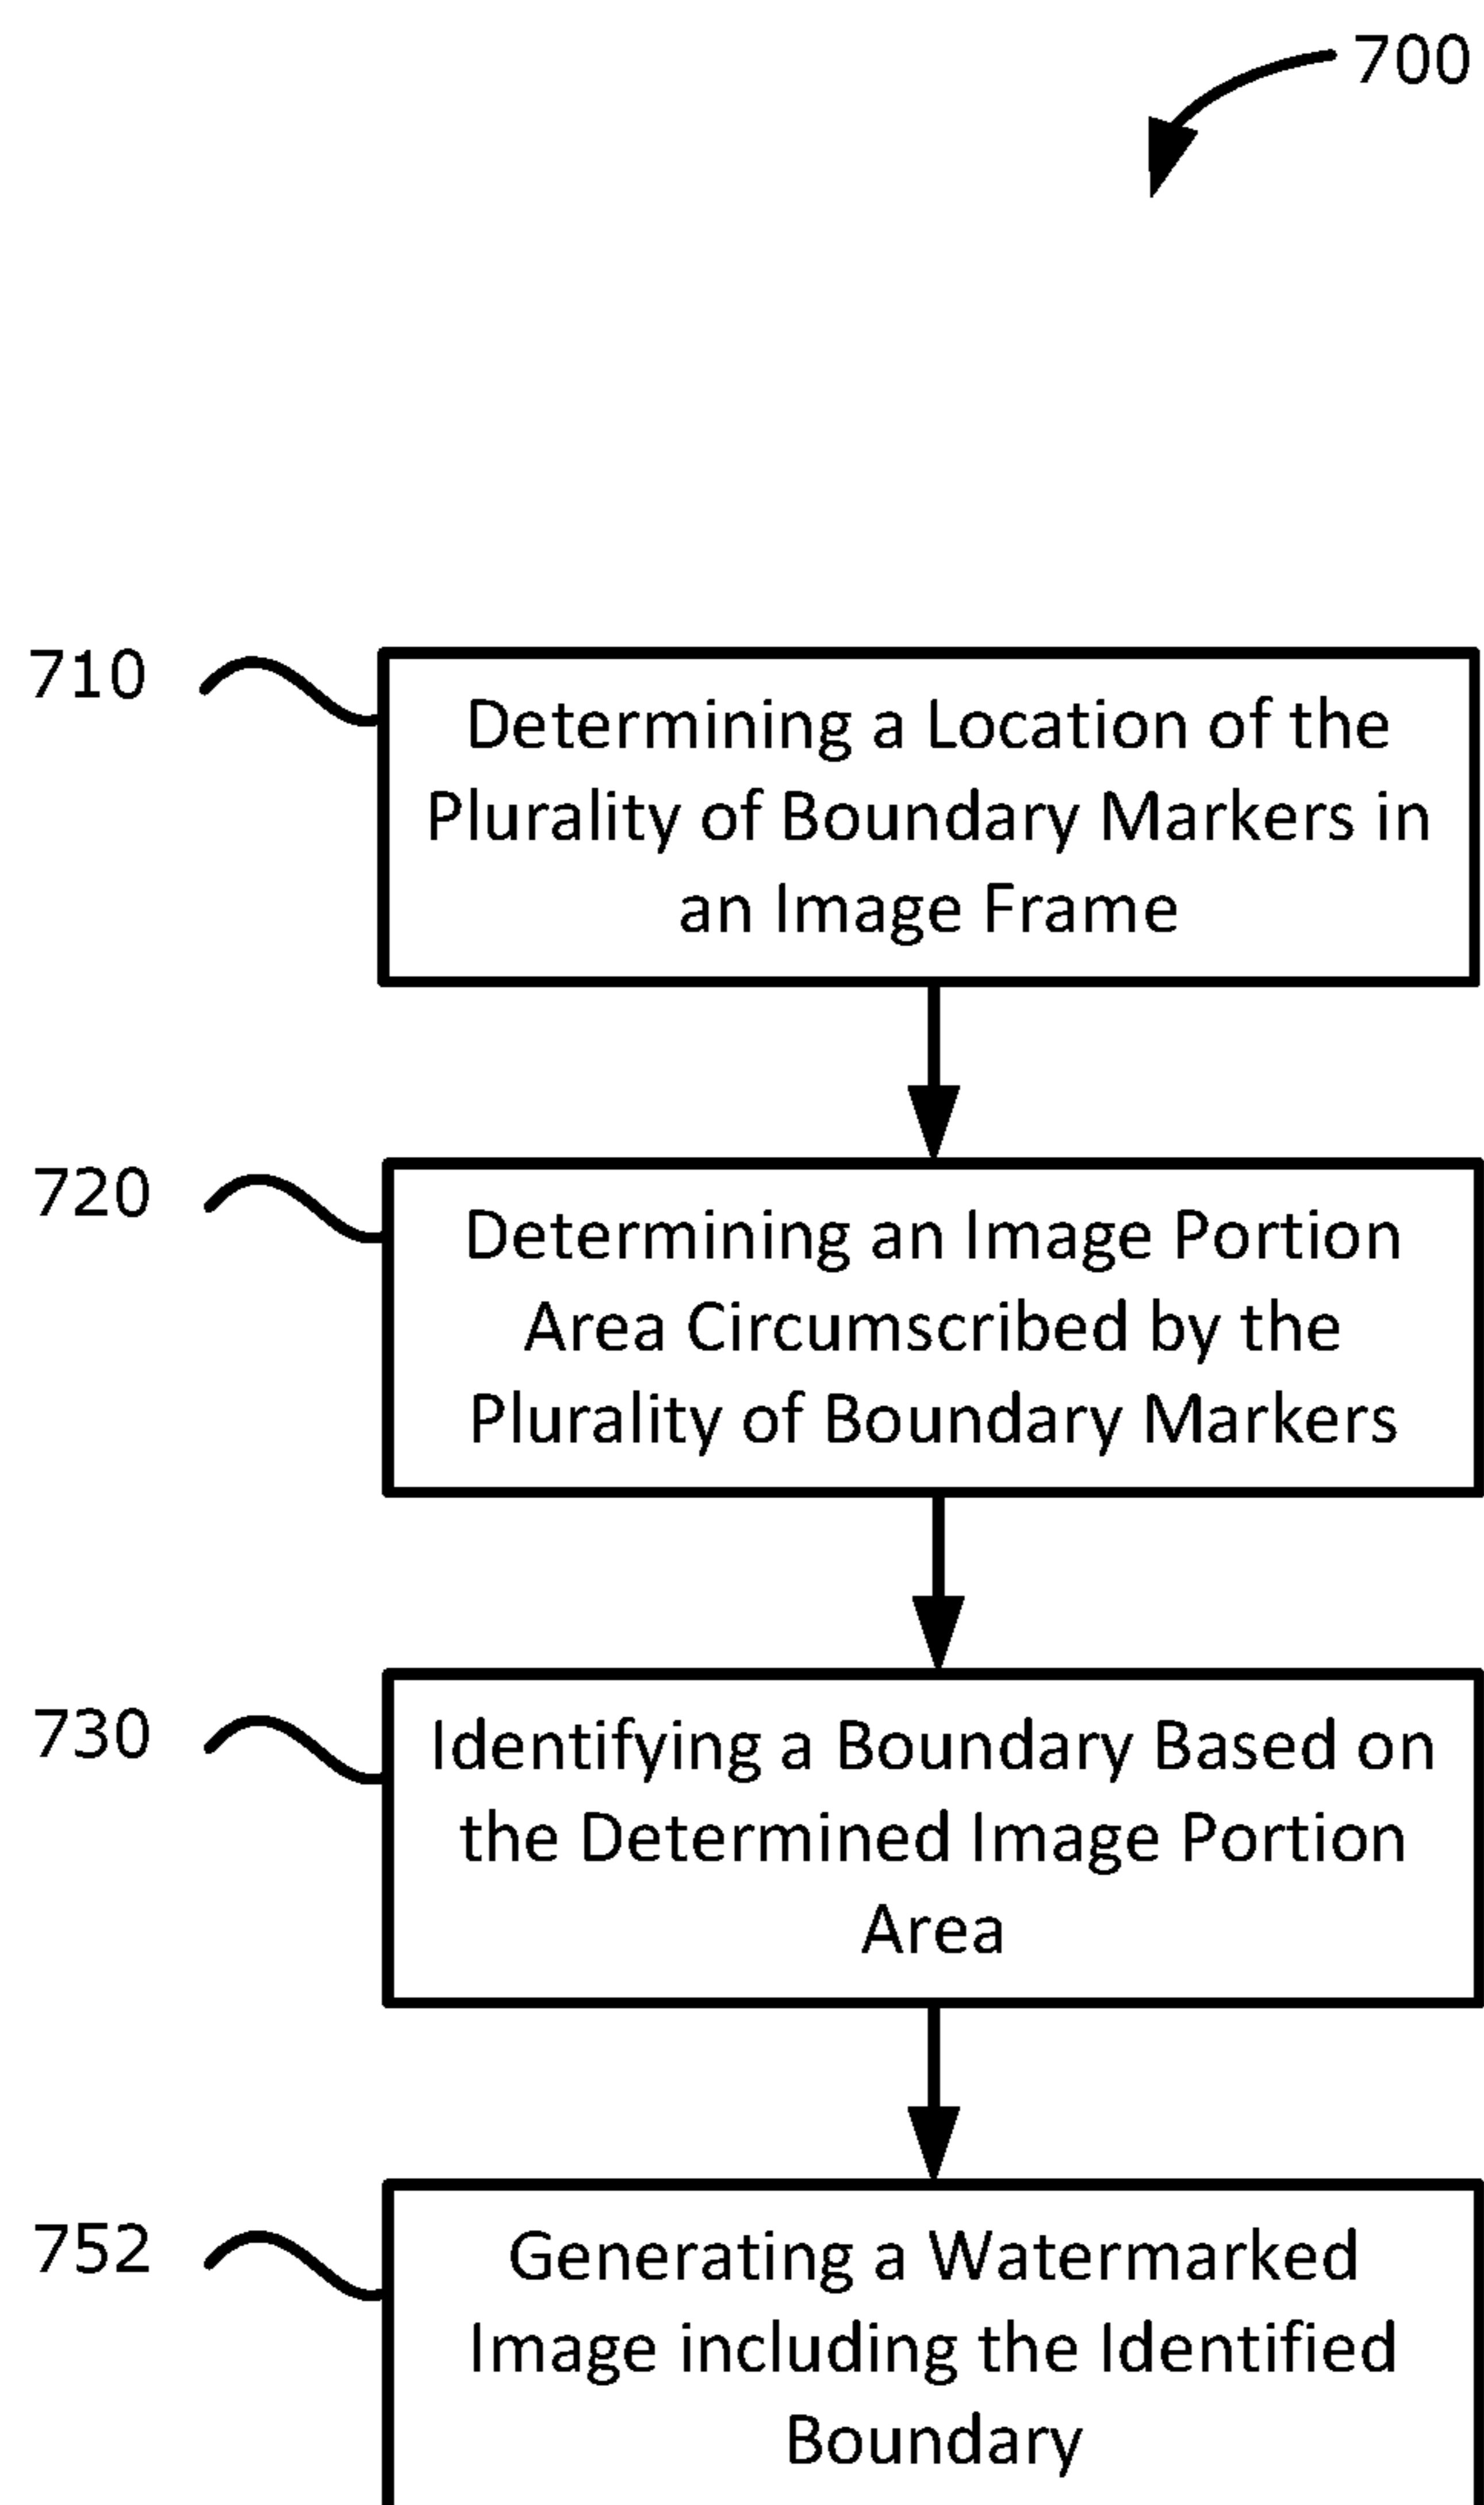 700
710
Determining a Location of the
Plurality of Boundary Markers in
an Image Frame
720
Determining an Image Portion
Area Circumscribed by the
Plurality of Boundary Markers
730
Identifying a Boundary Based on
the Determined Image Portion
Area
752
Generating a Watermarked
Image including the Identified
Boundary